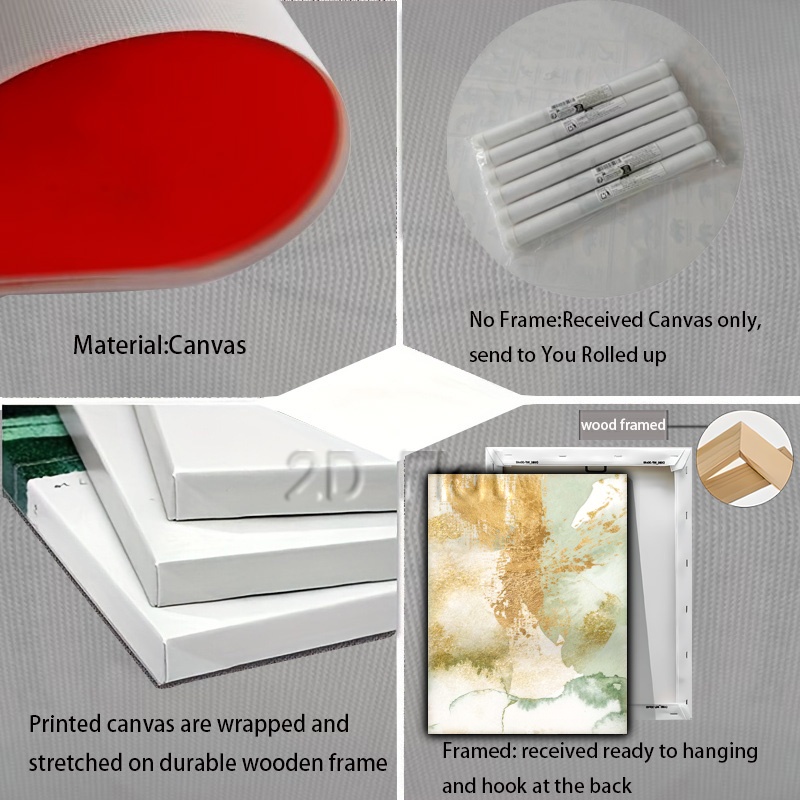 Material:Canvas
No Frame:Received Canvas only,
send to You Rolled up
wood framed
Printed canvas are wrapped and
stretched on durable wooden frame
Framed: received ready to hanging
and hook at the back
2D